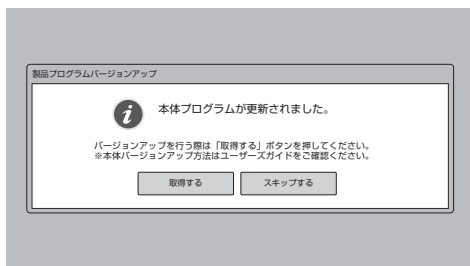 製品プログラムバージョンアップ
本体プログラムが更新されました。
バージョンアップを行う際は「取得する」ボタンを押してください。
※本体バージョンアップ方法はユーザーズガイドをご確認ください。
取得する
スキップする